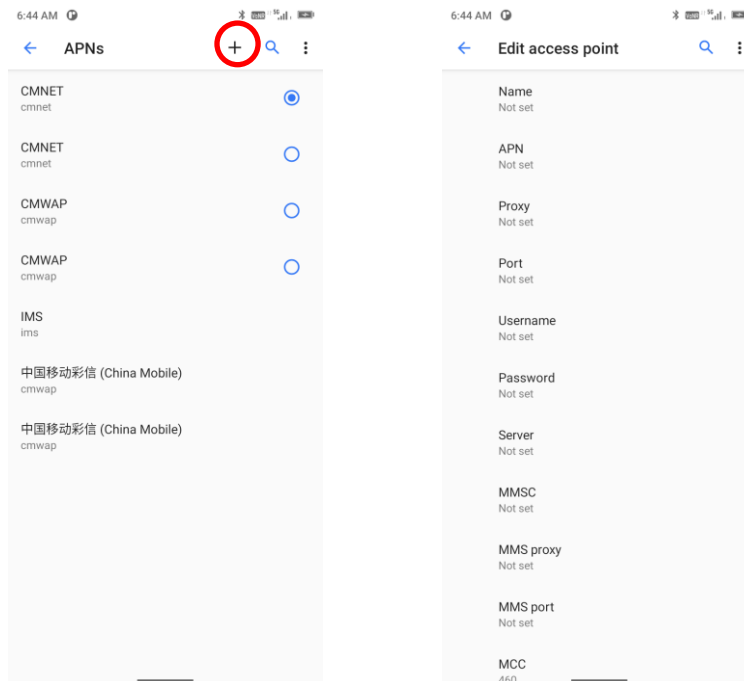 6:44 AM
APNs
CMNET
cmnet
CMNET
cmnet
CMWAP
cmwap
CMWAP
cmwap
IMS
ims
中国移动彩信 (China Mobile)
cmwap
中国移动彩信 (China Mobile)
cmwap
6:44 AM
Edit access point
Name
Not set
APN
Not set
Proxy
Not set
Port
Not set
Username
Not set
Password
Not set
Server
Not set
MMSC
Not set
MMS proxy
Not set
MMS port
Not set
MCC
460